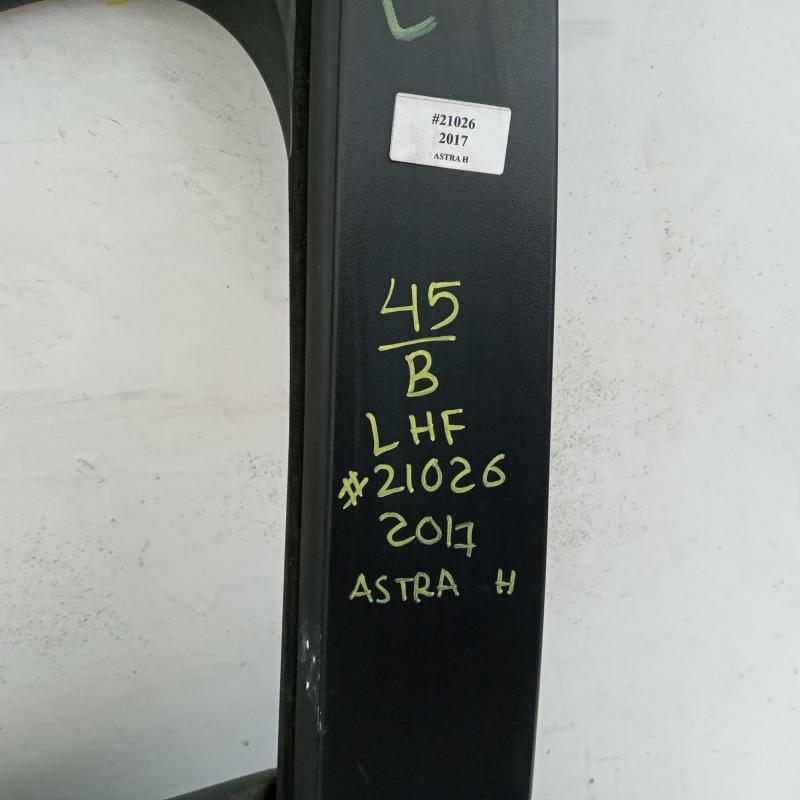 L
#21026
2017
ASTRA H
45
B
LHF
#21026
2017
ASTRA H